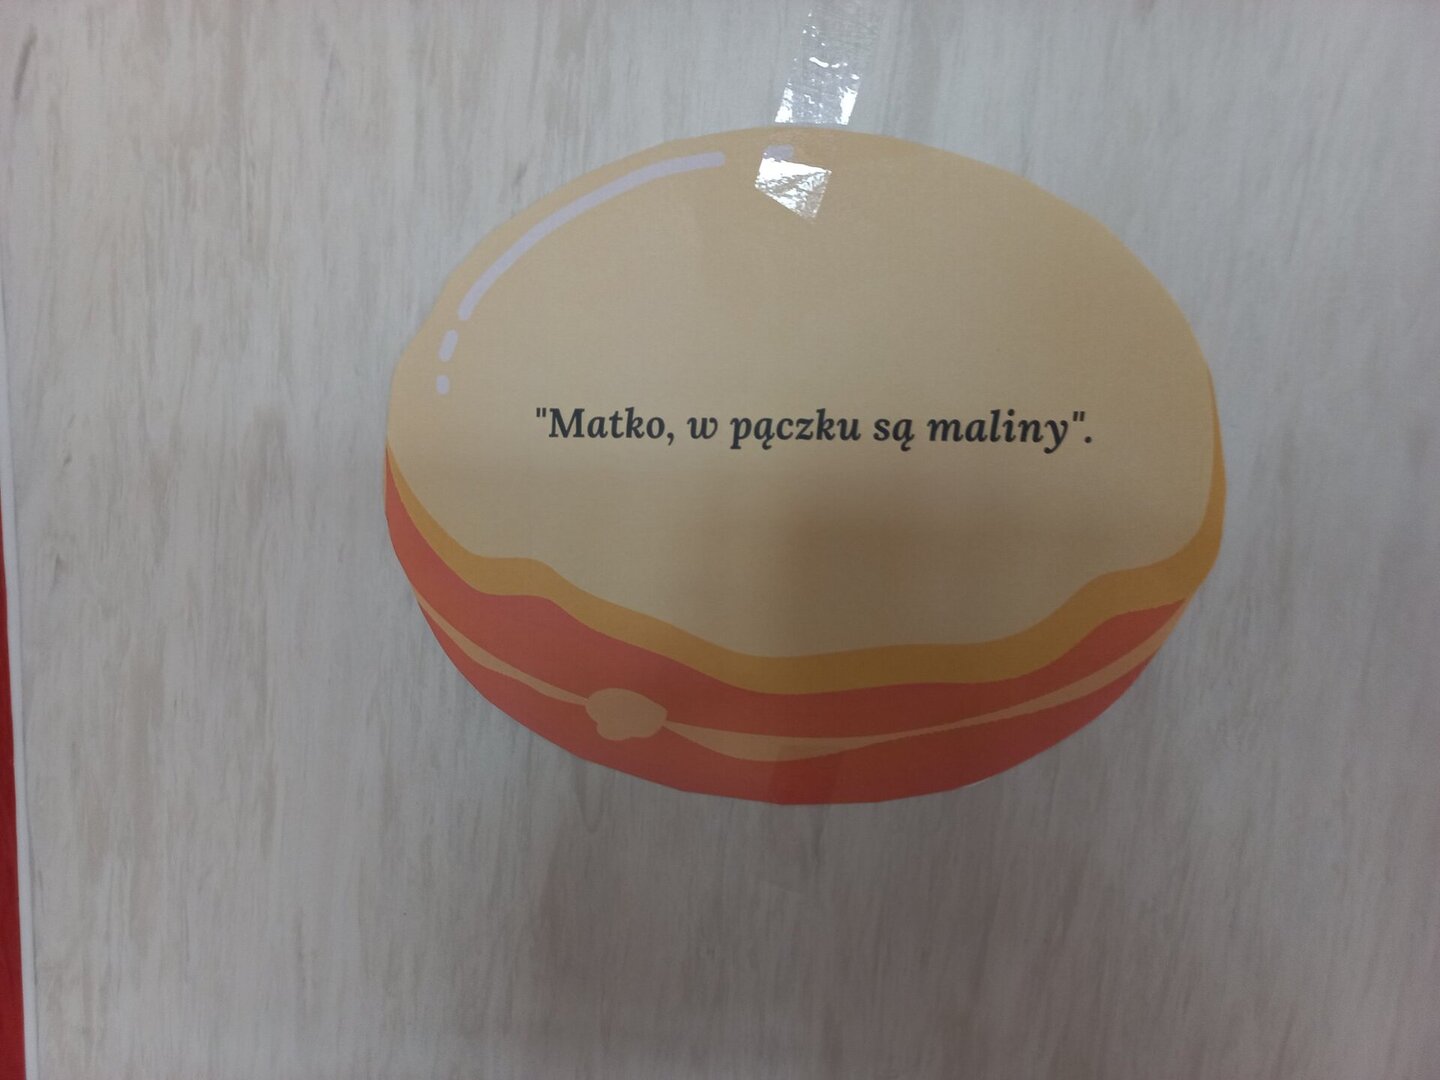 "Matko, w pączku są maliny".